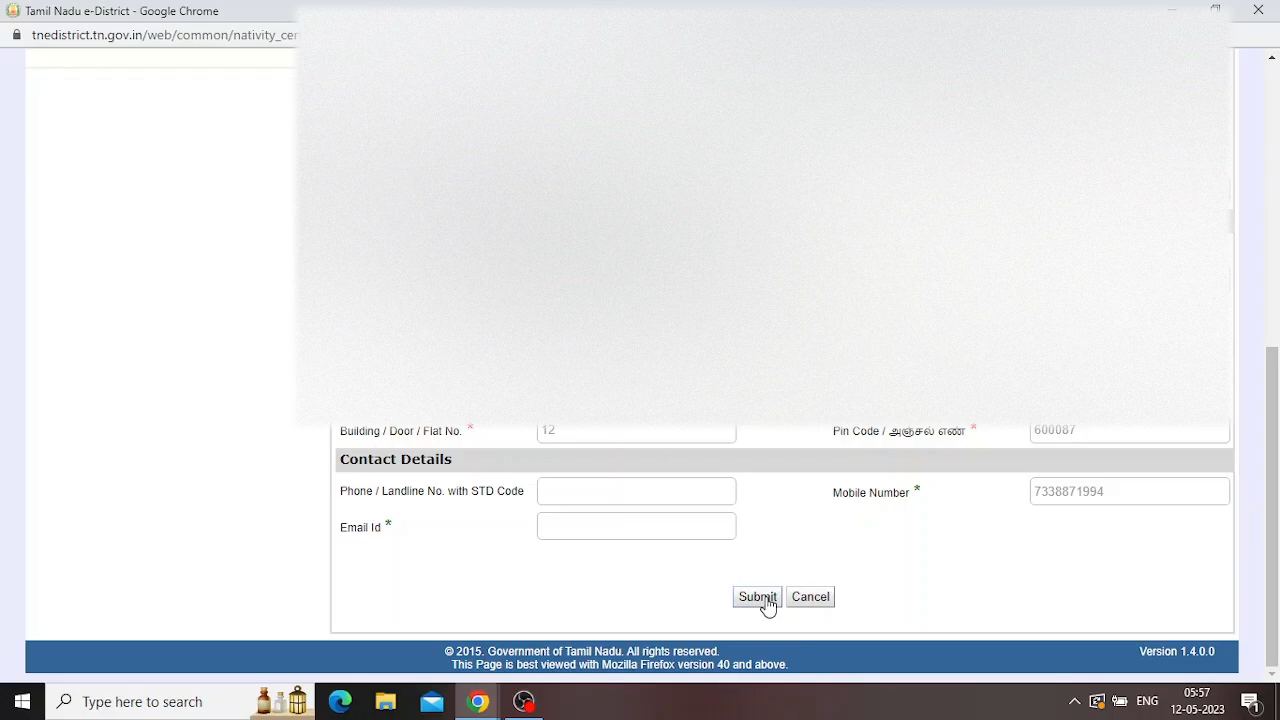 Tamil Nadu e-District - Google Chrome
tnedistrict.tn.gov.in/web/common/nativity_cer
Building / Door / Flat No. * 12 Pin Code / அஞ்சல் எண் * 600087
Contact Details
Phone / Landline No. with STD Code Mobile Number * 7338871994
Email Id *
Submit Cancel
© 2015. Government of Tamil Nadu. All rights reserved. Version 1.4.0.0
This Page is best viewed with Mozilla Firefox version 40 and above.
Type here to search ENG 05:57
12-05-2023 1